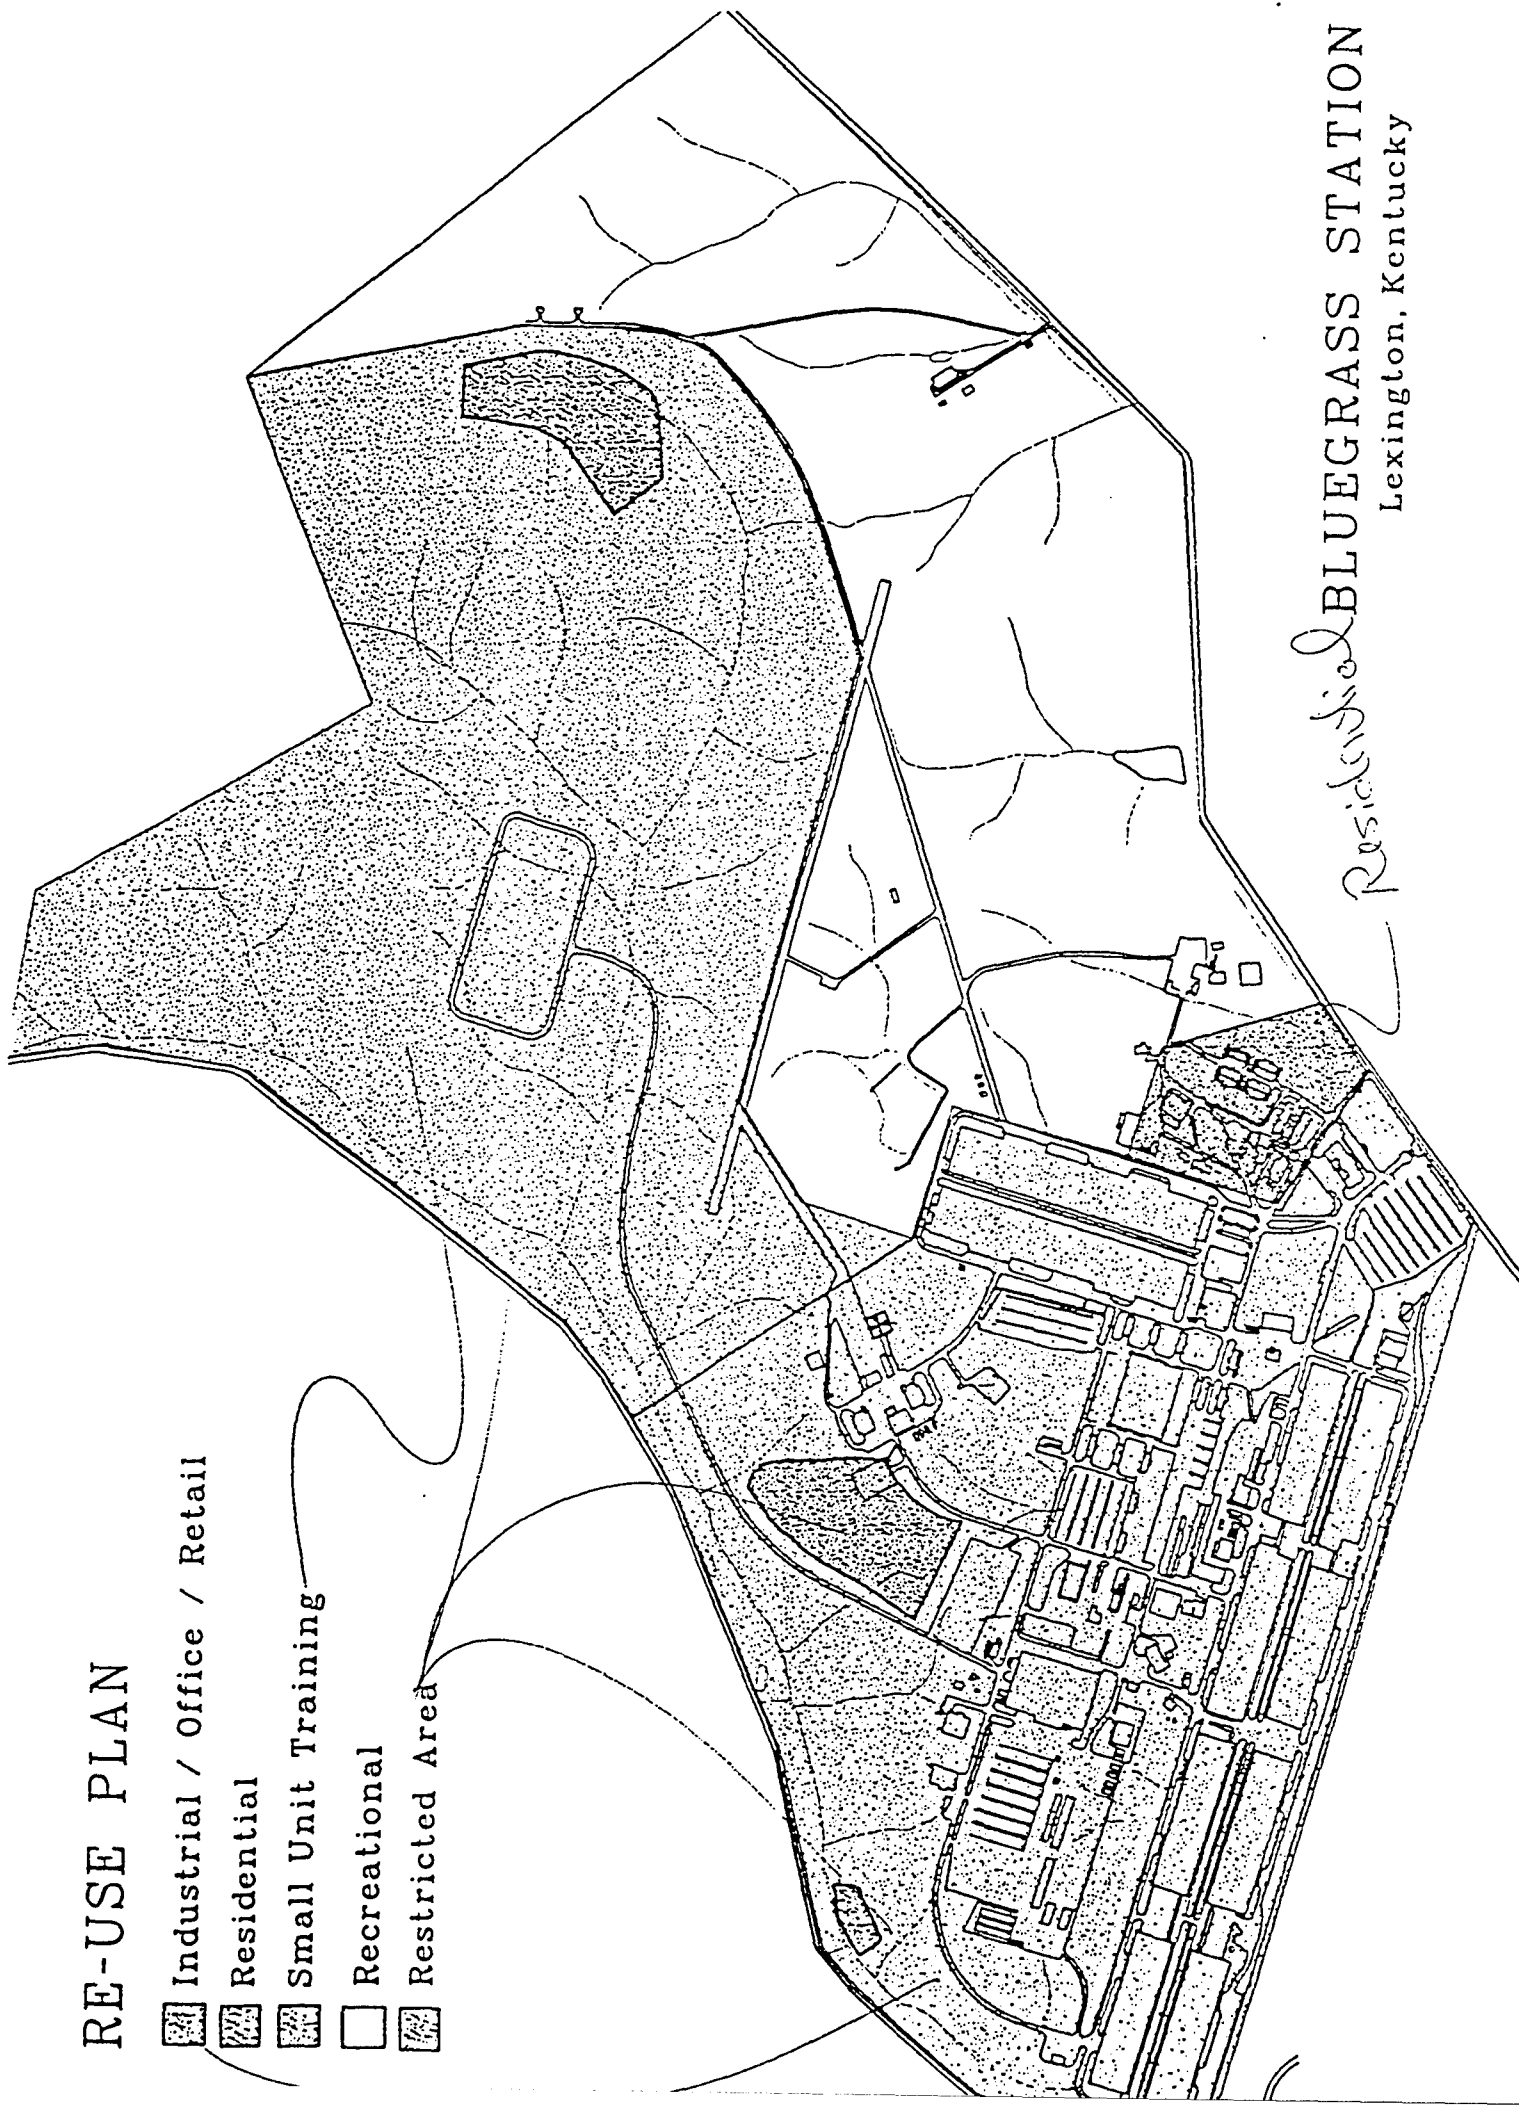 RE-USE PLAN
Industrial / Office / Retail
Residential
Small Unit Training
Recreational
Restricted Area
Residential
BLUEGRASS STATION
Lexington, Kentucky